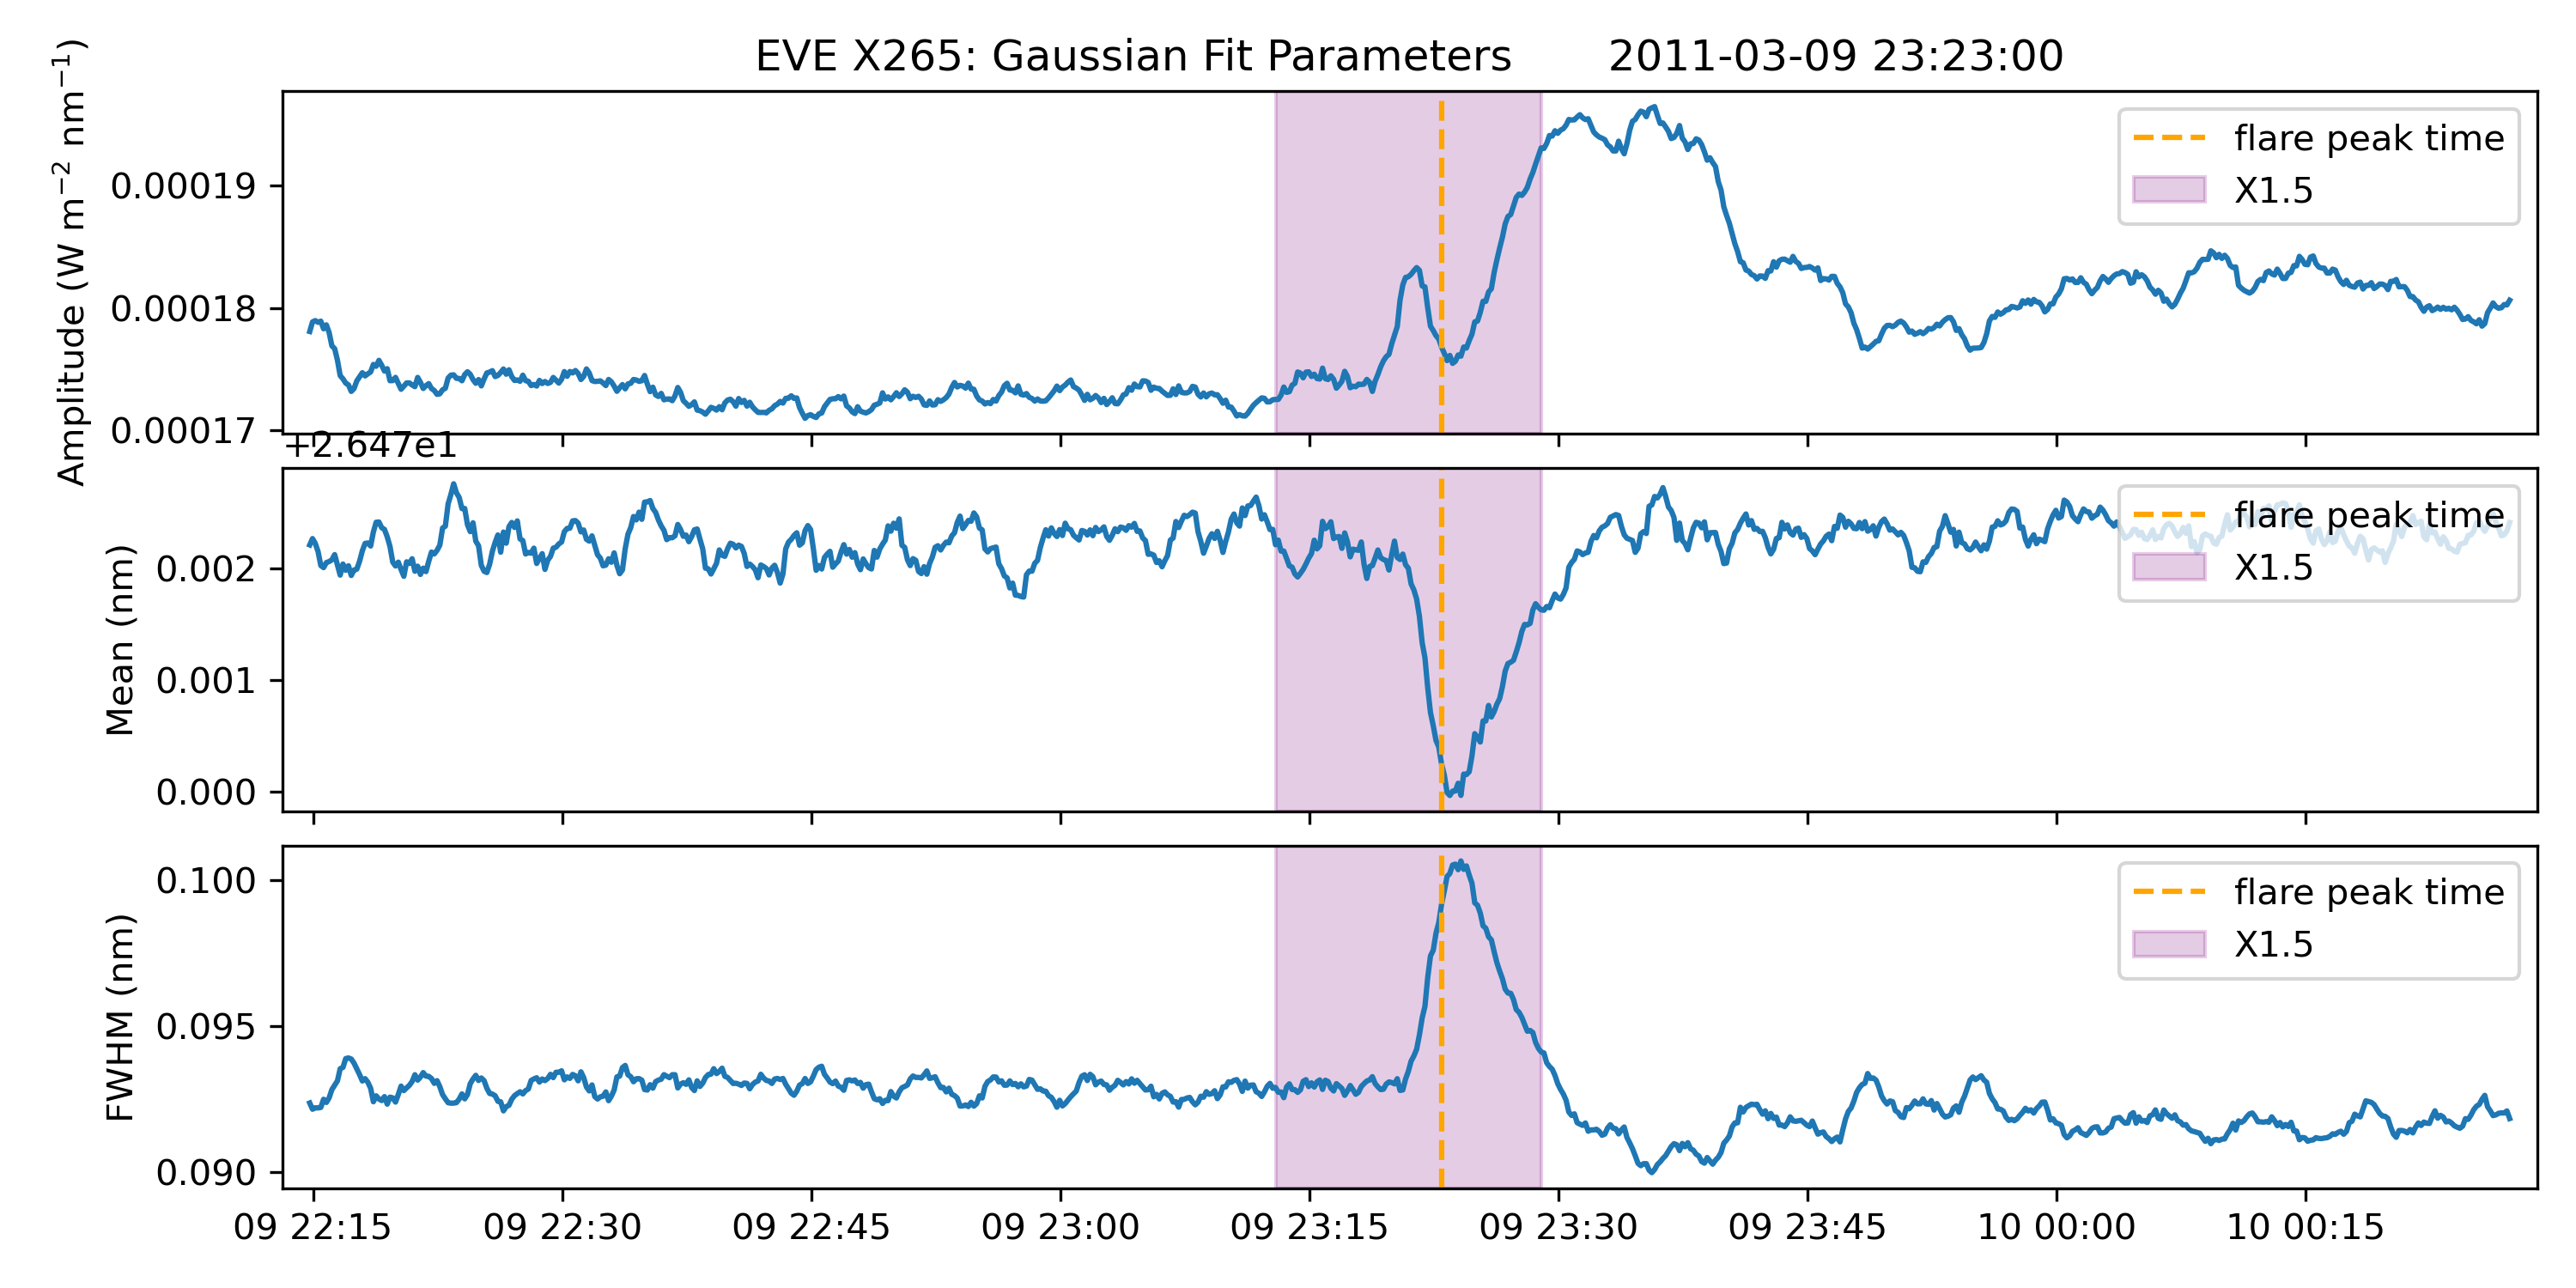 EVE X265: Gaussian Fit Parameters 2011-03-09 23:23:00
Amplitude (W m⁻² nm⁻¹)
0.00019
0.00018
0.00017
flare peak time
X1.5
+2.647e1
Mean (nm)
0.002
0.001
0.000
flare peak time
X1.5
FWHM (nm)
0.100
0.095
0.090
flare peak time
X1.5
09 22:15 09 22:30 09 22:45 09 23:00 09 23:15 09 23:30 09 23:45 10 00:00 10 00:15